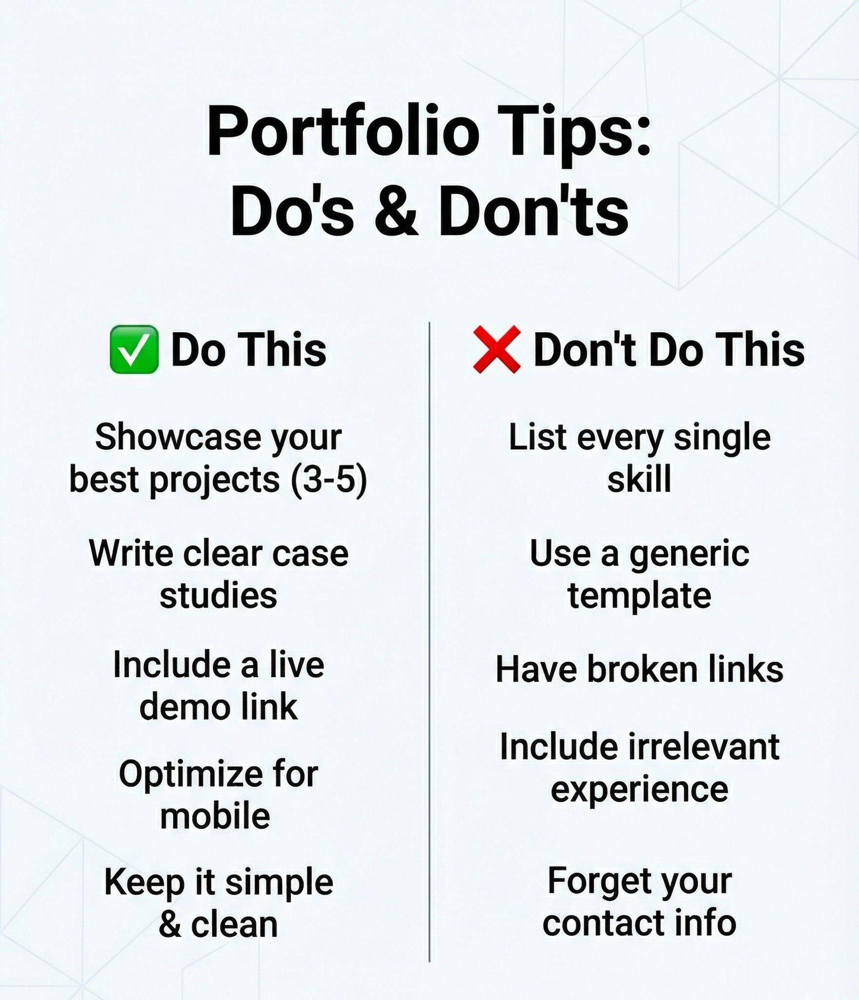 Portfolio Tips:
Do's & Don'ts
✅ Do This
Showcase your
best projects (3-5)
Write clear case
studies
Include a live
demo link
Optimize for
mobile
Keep it simple
& clean
❌ Don't Do This
List every single
skill
Use a generic
template
Have broken links
Include irrelevant
experience
Forget your
contact info